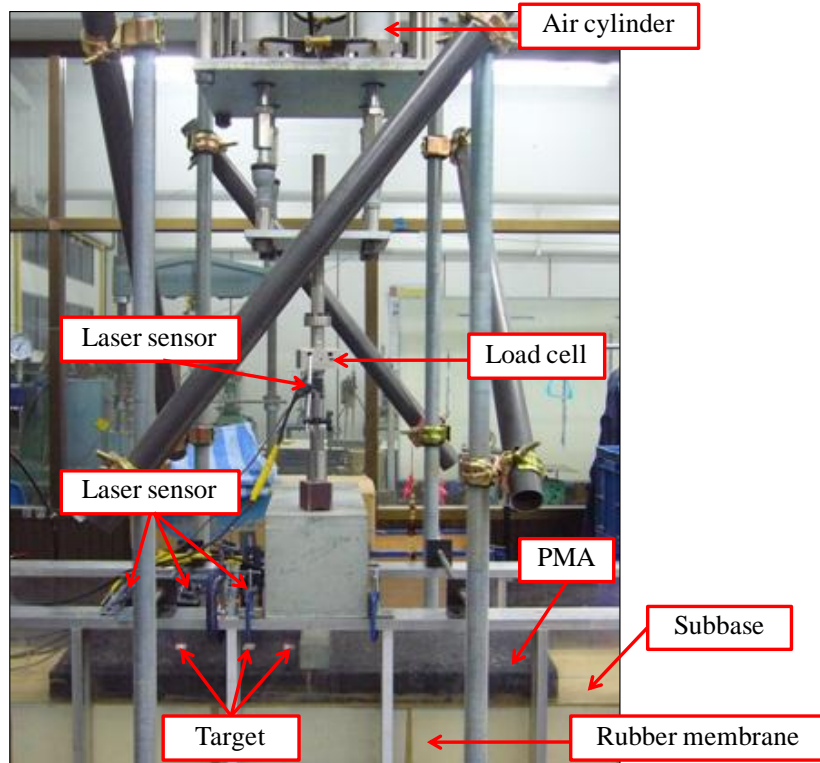 Air cylinder
Laser sensor
Load cell
Laser sensor
PMA
Subbase
Target
Rubber membrane